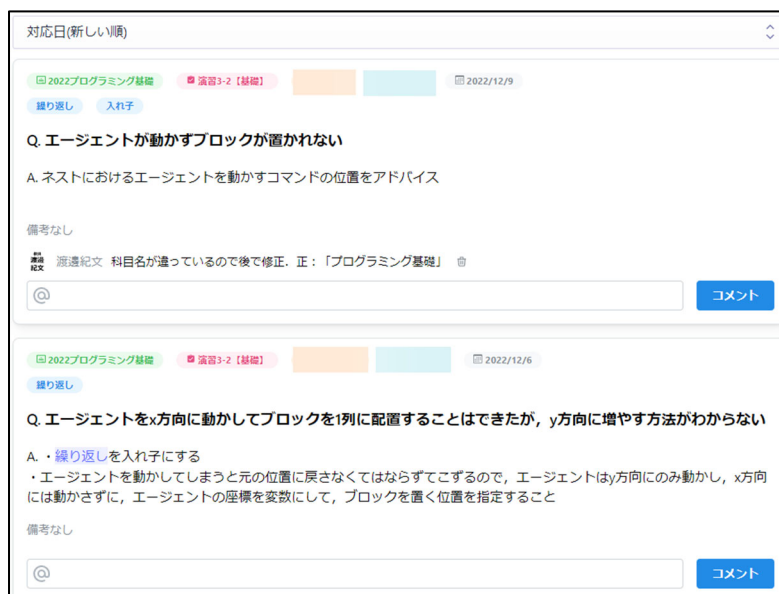 対応日(新しい順)
2022プログラミング基礎 演習3-2【基礎】 2022/12/9
繰り返し 入れ子
Q. エージェントが動かずブロックが置かれない
A. ネストにおけるエージェントを動かすコマンドの位置をアドバイス
備考なし
渡邊紀文 渡邊紀文 科目名が違っているので後で修正．正：「プログラミング基礎」
@ コメント
2022プログラミング基礎 演習3-2【基礎】 2022/12/6
繰り返し
Q. エージェントをx方向に動かしてブロックを1列に配置することはできたが，y方向に増やす方法がわからない
A. ・繰り返しを入れ子にする
・エージェントを動かしてしまうと元の位置に戻さなくてはならずてこずるので，エージェントはy方向にのみ動かし，x方向
には動かさずに，エージェントの座標を変数にして，ブロックを置く位置を指定すること
備考なし
@ コメント